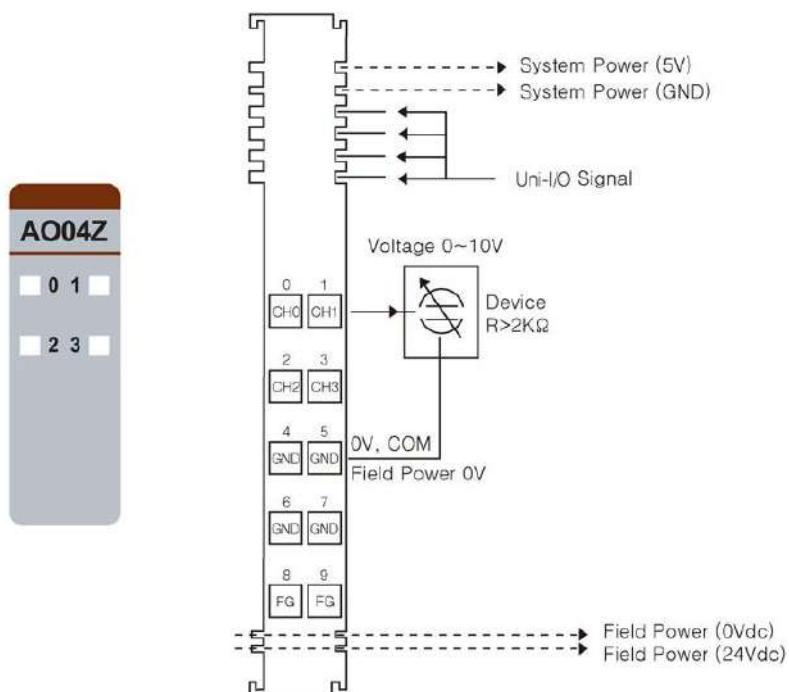 System Power (5V)
System Power (GND)
Uni-I/O Signal
AO04Z
0 1
2 3
Voltage 0~10V
0 1
CH0 CH1
Device
R>2KΩ
2 3
CH2 CH3
4 5
GND GND
0V, COM
Field Power 0V
6 7
GND GND
8 9
FG FG
Field Power (0Vdc)
Field Power (24Vdc)